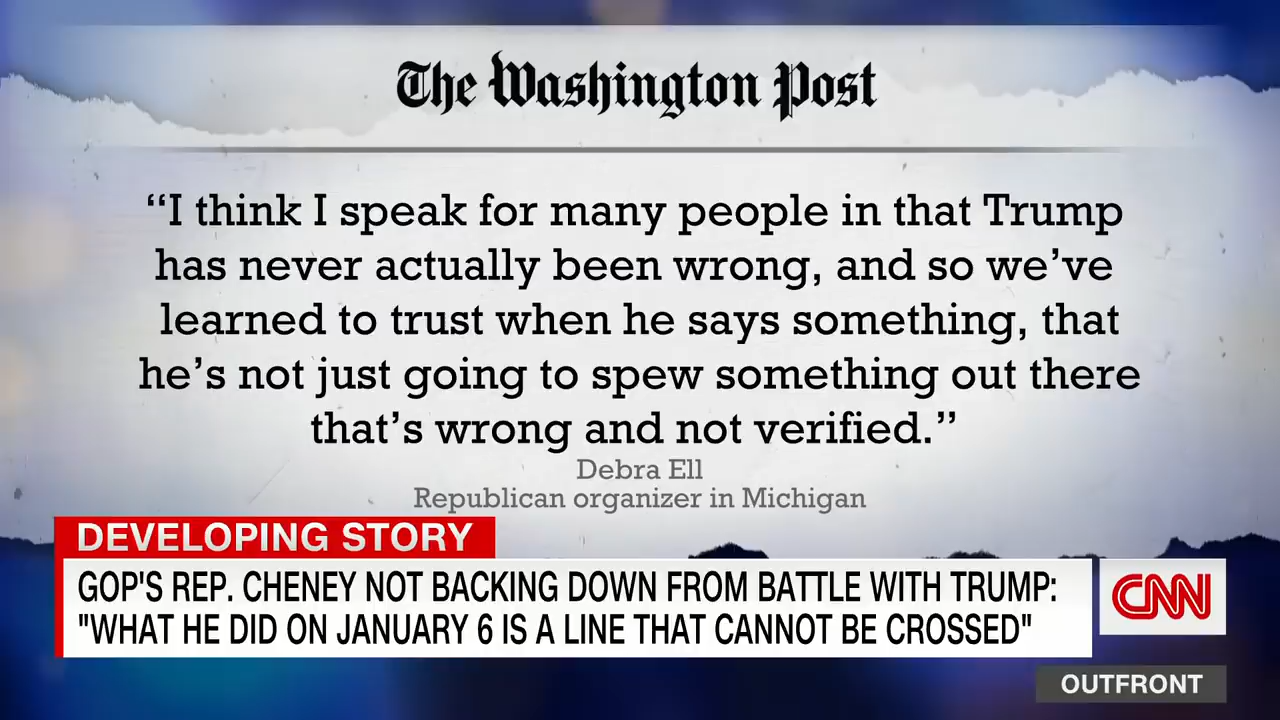 The Washington Post
“I think I speak for many people in that Trump
has never actually been wrong, and so we’ve
learned to trust when he says something, that
he’s not just going to spew something out there
that’s wrong and not verified.”
Debra Ell
Republican organizer in Michigan
DEVELOPING STORY
GOP'S REP. CHENEY NOT BACKING DOWN FROM BATTLE WITH TRUMP:
"WHAT HE DID ON JANUARY 6 IS A LINE THAT CANNOT BE CROSSED"
CNN
OUTFRONT